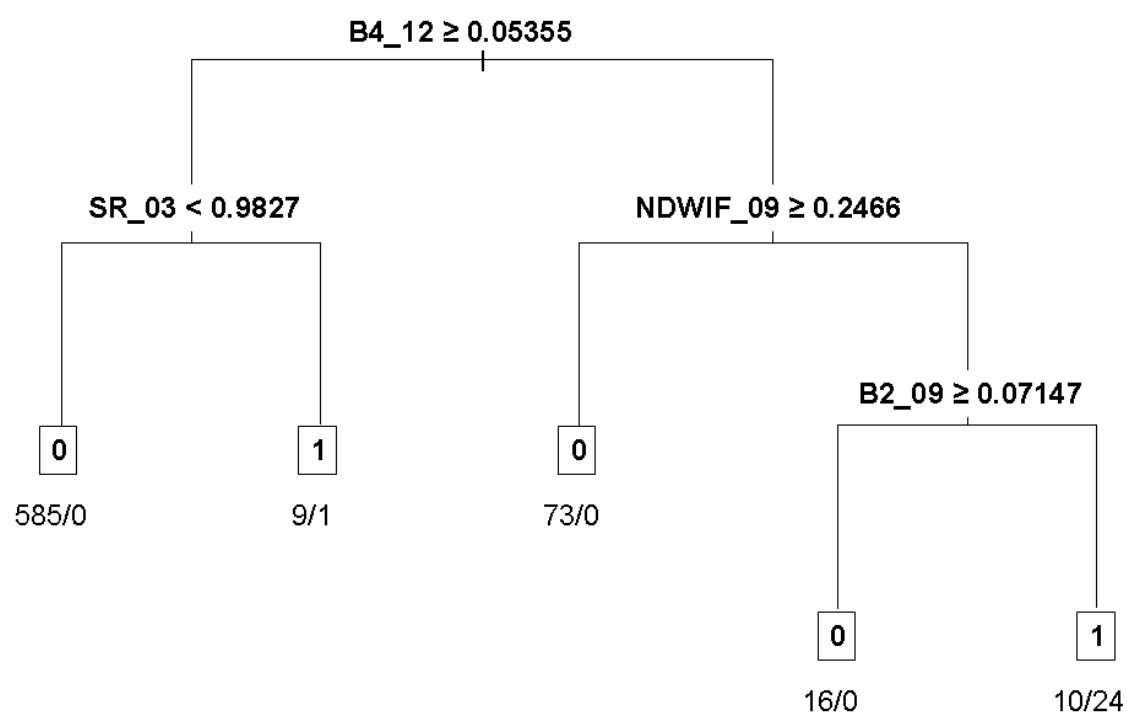 B4_12 ≥ 0.05355
SR_03 < 0.9827
NDWIF_09 ≥ 0.2466
B2_09 ≥ 0.07147
0
1
0
585/0
9/1
73/0
0
1
16/0
10/24